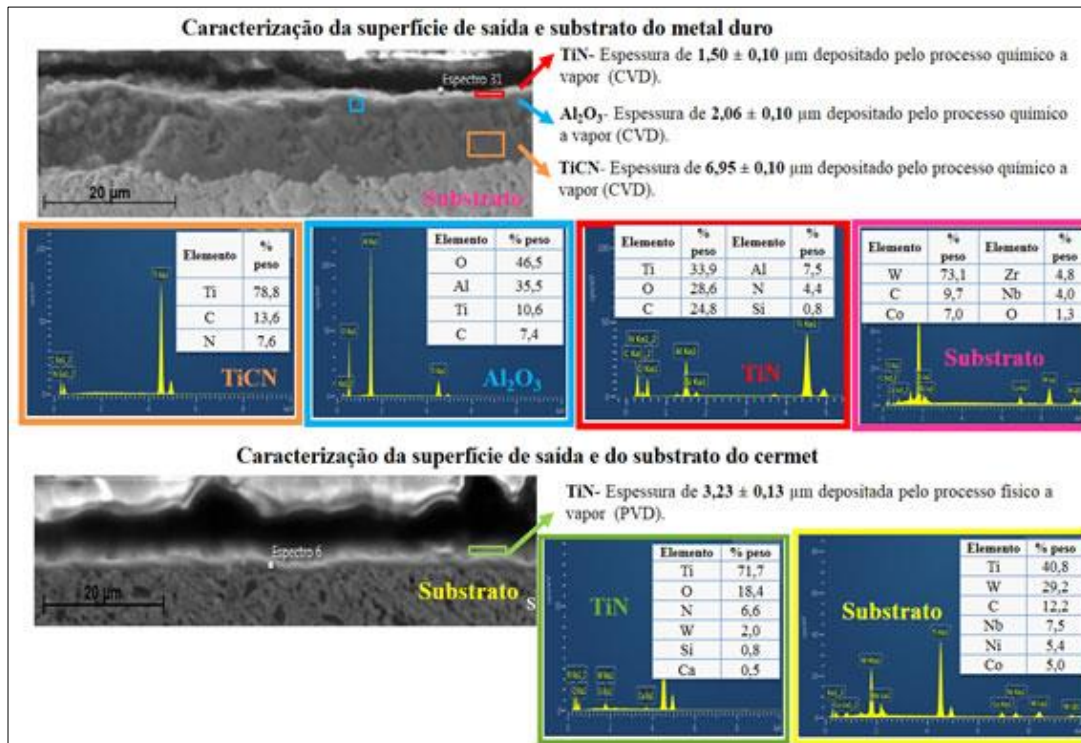 Caracterização da superfície de saída e substrato do metal duro
Espectro 31
20 µm
Substrato
TiN- Espessura de 1,50 ± 0,10 µm depositado pelo processo químico a
vapor (CVD).
Al₂O₃- Espessura de 2,06 ± 0,10 µm depositado pelo processo químico
a vapor (CVD).
TiCN- Espessura de 6,95 ± 0,10 µm depositado pelo processo químico a
vapor (CVD).
Elemento % peso
Ti 78,8
C 13,6
N 7,6
TiCN
Elemento % peso
O 46,5
Al 35,5
Ti 10,6
C 7,4
Al₂O₃
Elemento % peso Elemento % peso
Ti 33,9 Al 7,5
O 28,6 N 4,4
C 24,8 Si 0,8
TiN
Elemento % peso Elemento % peso
W 73,1 Zr 4,8
C 9,7 Nb 4,0
Co 7,0 O 1,3
Substrato
Caracterização da superfície de saída e do substrato do cermet
Espectro 6
20 µm
Substrato
S
TiN- Espessura de 3,23 ± 0,13 µm depositada pelo processo físico a
vapor (PVD).
TiN
Elemento % peso
Ti 71,7
O 18,4
N 6,6
W 2,0
Si 0,8
Ca 0,5
Substrato
Elemento % peso
Ti 40,8
W 29,2
C 12,2
Nb 7,5
Ni 5,4
Co 5,0